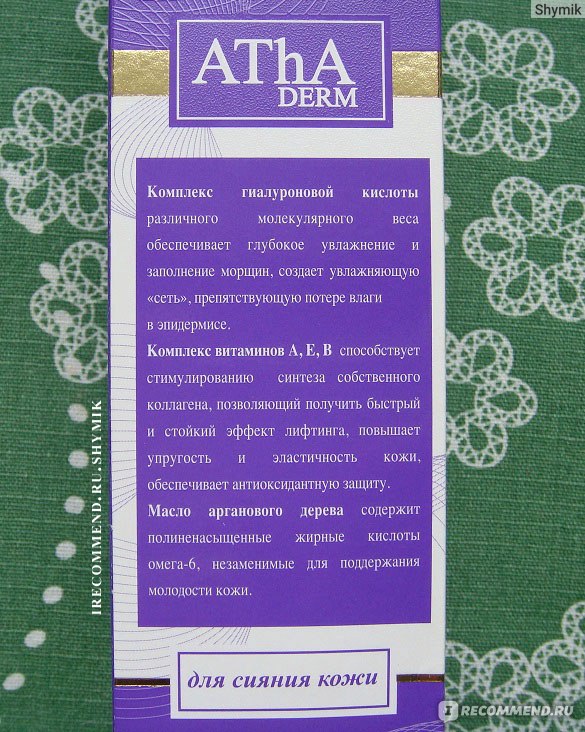 Shymik
AThA
DERM
Комплекс гиалуроновой кислоты
различного молекулярного веса
обеспечивает глубокое увлажнение и
заполнение морщин, создает увлажняющую
«сеть», препятствующую потере влаги
в эпидермисе.
Комплекс витаминов А, Е, В способствует
стимулированию синтеза собственного
коллагена, позволяющий получить быстрый
и стойкий эффект лифтинга, повышает
упругость и эластичность кожи,
обеспечивает антиоксидантную защиту.
Масло арганового дерева содержит
полиненасыщенные жирные кислоты
омега-6, незаменимые для поддержания
молодости кожи.
для сияния кожи
IRECOMMEND.RU.SHYMIK
I RECOMMEND.RU